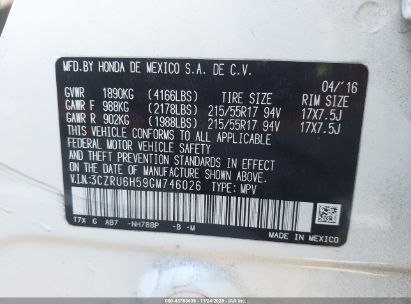 MFD.BY HONDA DE MEXICO S.A. DE C.V.
04/'16
GVWR 1890KG (4166LBS) TIRE SIZE RIM SIZE
GAWR F 988KG (2178LBS) 215/55R17 94V 17X7.5J
GAWR R 902KG (1988LBS) 215/55R17 94V 17X7.5J
THIS VEHICLE CONFORMS TO ALL APPLICABLE
FEDERAL MOTOR VEHICLE SAFETY AND THEFT
PREVENTION STANDARDS IN EFFECT ON THE DATE
OF MANUFACTURE SHOWN ABOVE.
V.I.N:3CZRU6H59GM746026 TYPE: MPV
T7X G AB7 -NH788P -B -M
MADE IN MEXICO